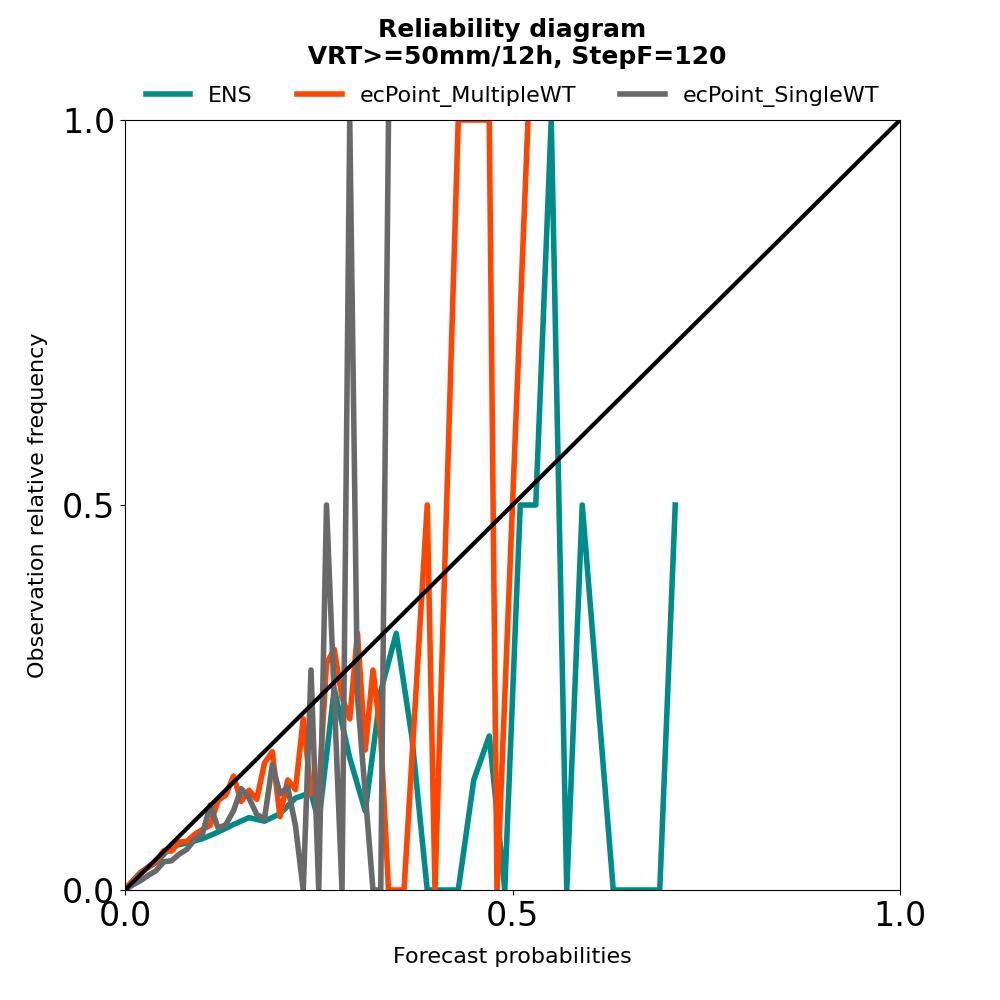 Reliability diagram
VRT>=50mm/12h, StepF=120
ENS ecPoint_MultipleWT ecPoint_SingleWT
1.0
0.5
0.0
Observation relative frequency
0.0 0.5 1.0
Forecast probabilities